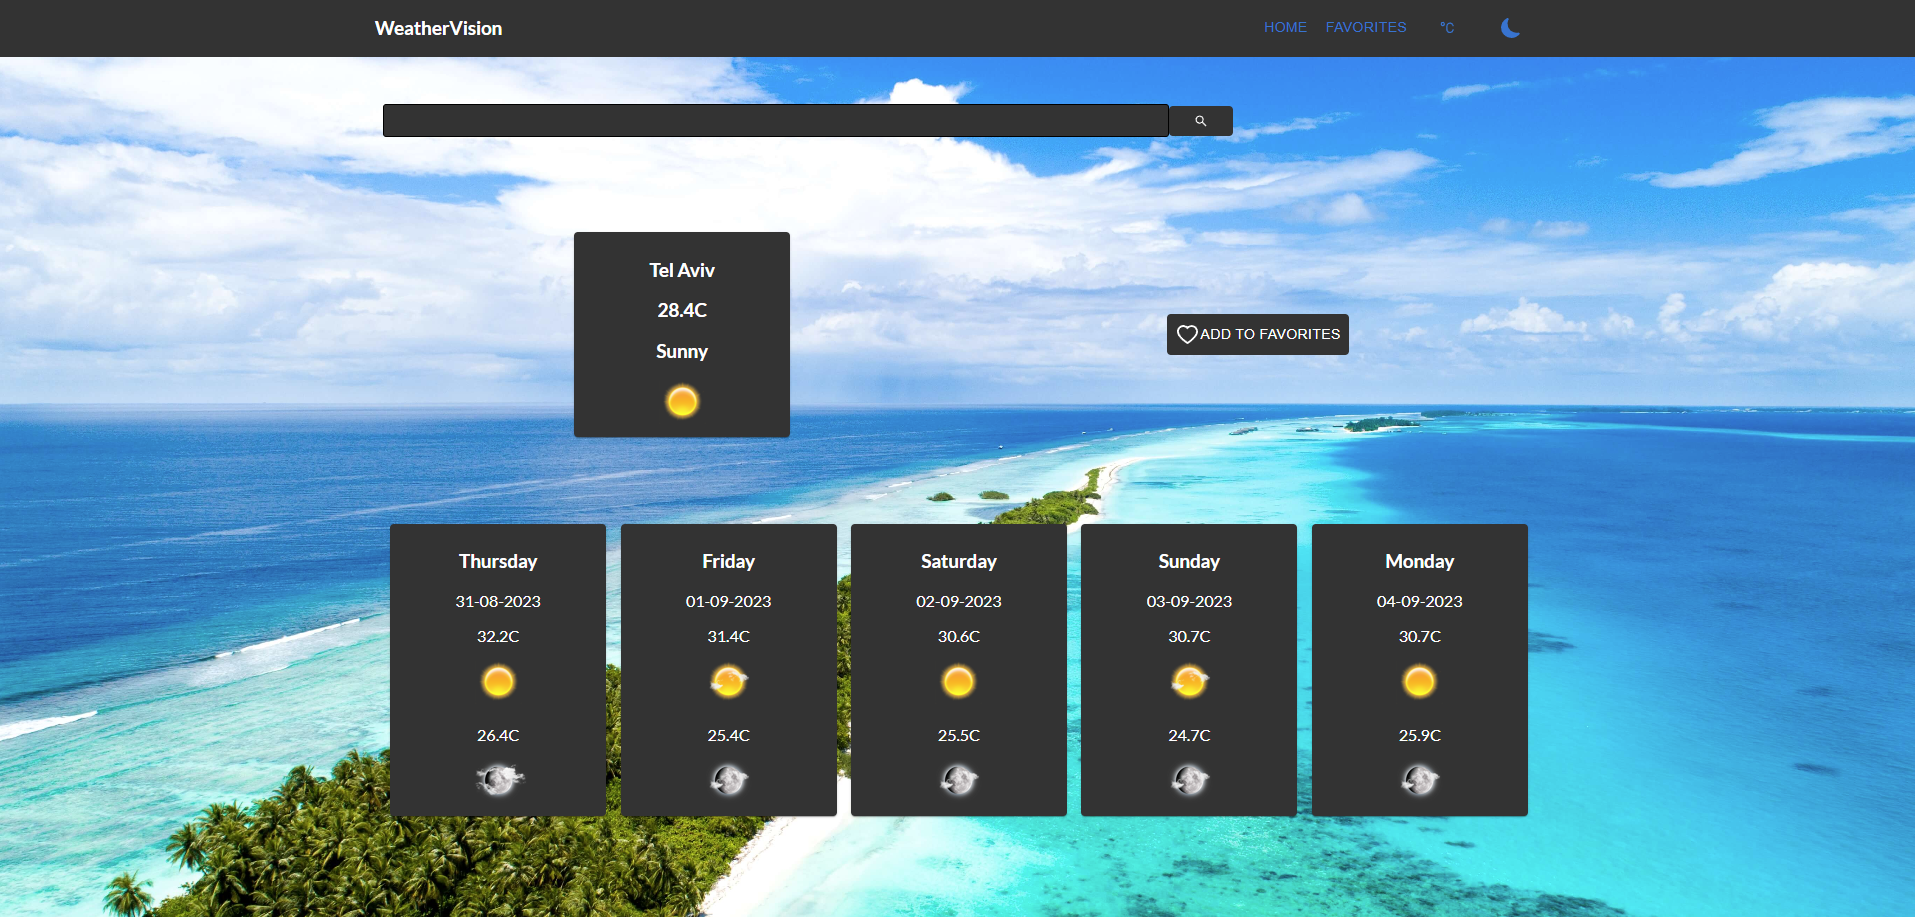 WeatherVision
HOME FAVORITES °C
Tel Aviv
28.4C
Sunny
ADD TO FAVORITES
Thursday
31-08-2023
32.2C
26.4C
Friday
01-09-2023
31.4C
25.4C
Saturday
02-09-2023
30.6C
25.5C
Sunday
03-09-2023
30.7C
24.7C
Monday
04-09-2023
30.7C
25.9C